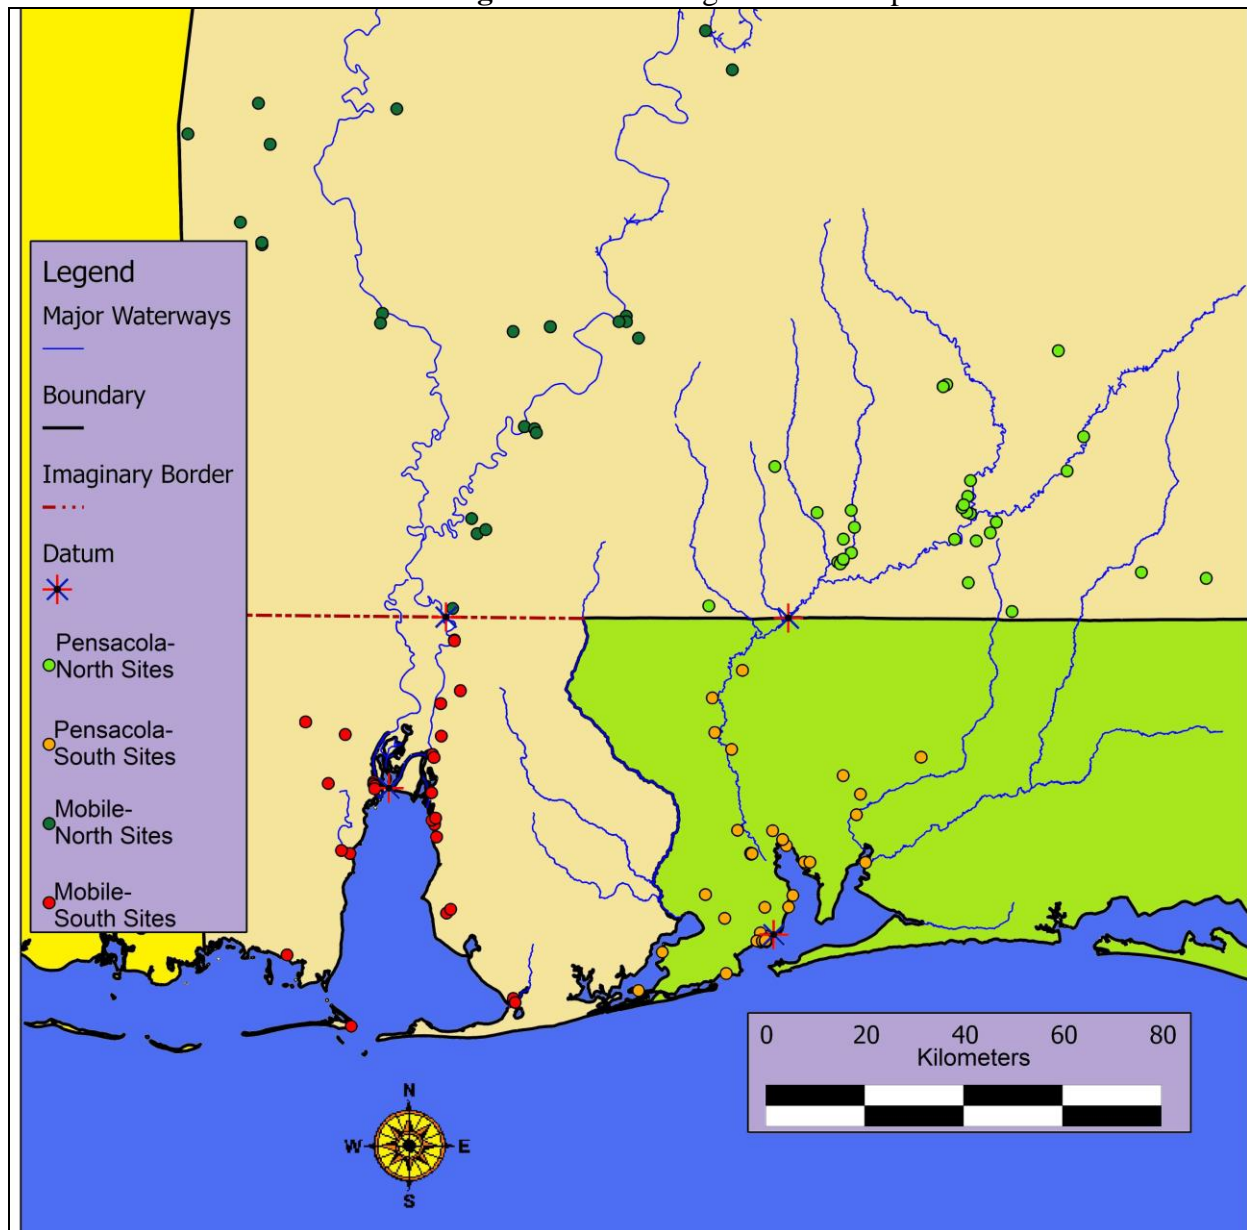 Legend
Major Waterways
Boundary
Imaginary Border
Datum
Pensacola-
North Sites
Pensacola-
South Sites
Mobile-
North Sites
Mobile-
South Sites
0 20 40 60 80
Kilometers
N
W E
S